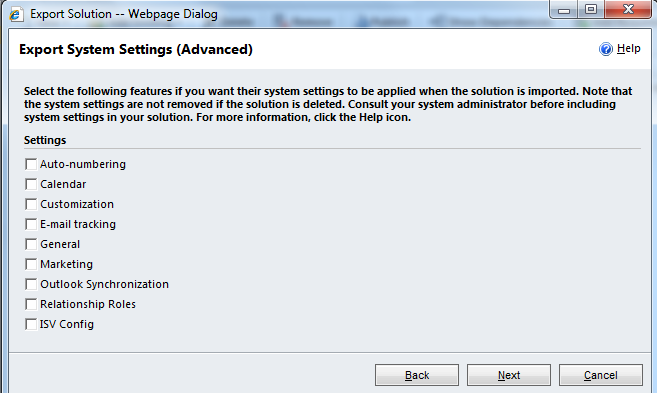 Export Solution -- Webpage Dialog
Export System Settings (Advanced)
Help
Select the following features if you want their system settings to be applied when the solution is imported. Note that
the system settings are not removed if the solution is deleted. Consult your system administrator before including
system settings in your solution. For more information, click the Help icon.
Settings
Auto-numbering
Calendar
Customization
E-mail tracking
General
Marketing
Outlook Synchronization
Relationship Roles
ISV Config
Back
Next
Cancel